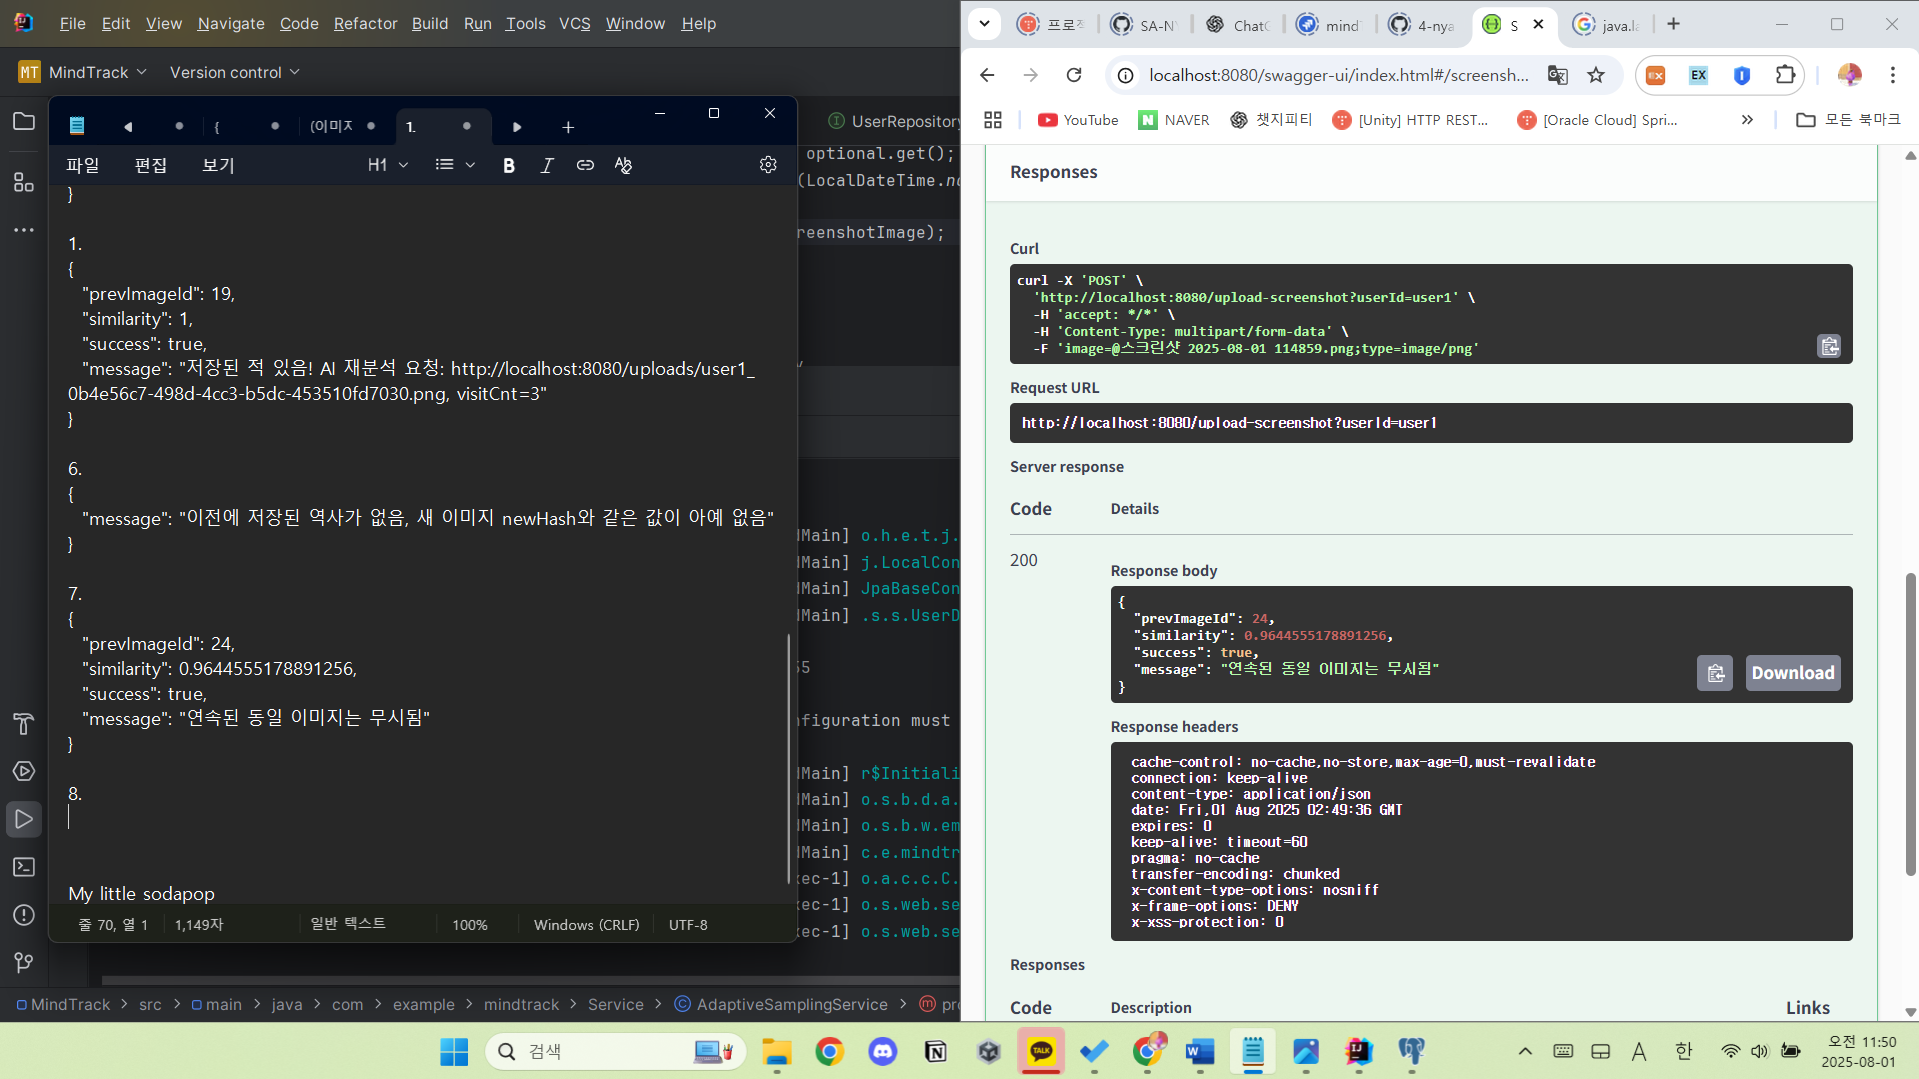 File Edit View Navigate Code Refactor Build Run Tools VCS Window Help
MT MindTrack Version control
{ (이미지 1.
파일 편집 보기 H1
}
1.
{
"prevImageId": 19,
"similarity": 1,
"success": true,
"message": "저장된 적 있음! AI 재분석 요청: http://localhost:8080/uploads/user1_
0b4e56c7-498d-4cc3-b5dc-453510fd7030.png, visitCnt=3"
}
6.
{
"message": "이전에 저장된 역사가 없음, 새 이미지 newHash와 같은 값이 아예 없음"
}
7.
{
"prevImageId": 24,
"similarity": 0.9644555178891256,
"success": true,
"message": "연속된 동일 이미지는 무시됨"
}
8.
My little sodapop
줄 70, 열 1 1,149자 일반 텍스트 100% Windows (CRLF) UTF-8
UserRepository
optional.get();
(LocalDateTime.no
reenshotImage);
Main] o.h.e.t.j.
Main] j.LocalCon
Main] JpaBaseCon
Main] .s.s.UserD
55
nfiguration must
Main] r$Initiali
Main] o.s.b.d.a.
Main] o.s.b.w.em
Main] c.e.mindtr
xec-1] o.a.c.c.C.
xec-1] o.s.web.se
xec-1] o.s.web.se
MindTrack > src > main > java > com > example > mindtrack > Service > AdaptiveSamplingService > pr
프로젝 SA-N ChatG mind 4-nya S java.la
localhost:8080/swagger-ui/index.html#/screensh...
YouTube NAVER 챗지피티 [Unity] HTTP REST... [Oracle Cloud] Spri... 모든 북마크
Responses
Curl
curl -X 'POST' \
'http://localhost:8080/upload-screenshot?userId=user1' \
-H 'accept: */*' \
-H 'Content-Type: multipart/form-data' \
-F 'image=@스크린샷 2025-08-01 114859.png;type=image/png'
Request URL
http://localhost:8080/upload-screenshot?userId=user1
Server response
Code Details
200
Response body
{
"prevImageId": 24,
"similarity": 0.9644555178891256,
"success": true,
"message": "연속된 동일 이미지는 무시됨"
}
Download
Response headers
cache-control: no-cache,no-store,max-age=0,must-revalidate
connection: keep-alive
content-type: application/json
date: Fri,01 Aug 2025 02:49:36 GMT
expires: 0
keep-alive: timeout=60
pragma: no-cache
transfer-encoding: chunked
x-content-type-options: nosniff
x-frame-options: DENY
x-xss-protection: 0
Responses
Code Description Links
검색
TALK
A 한
오전 11:50
2025-08-01